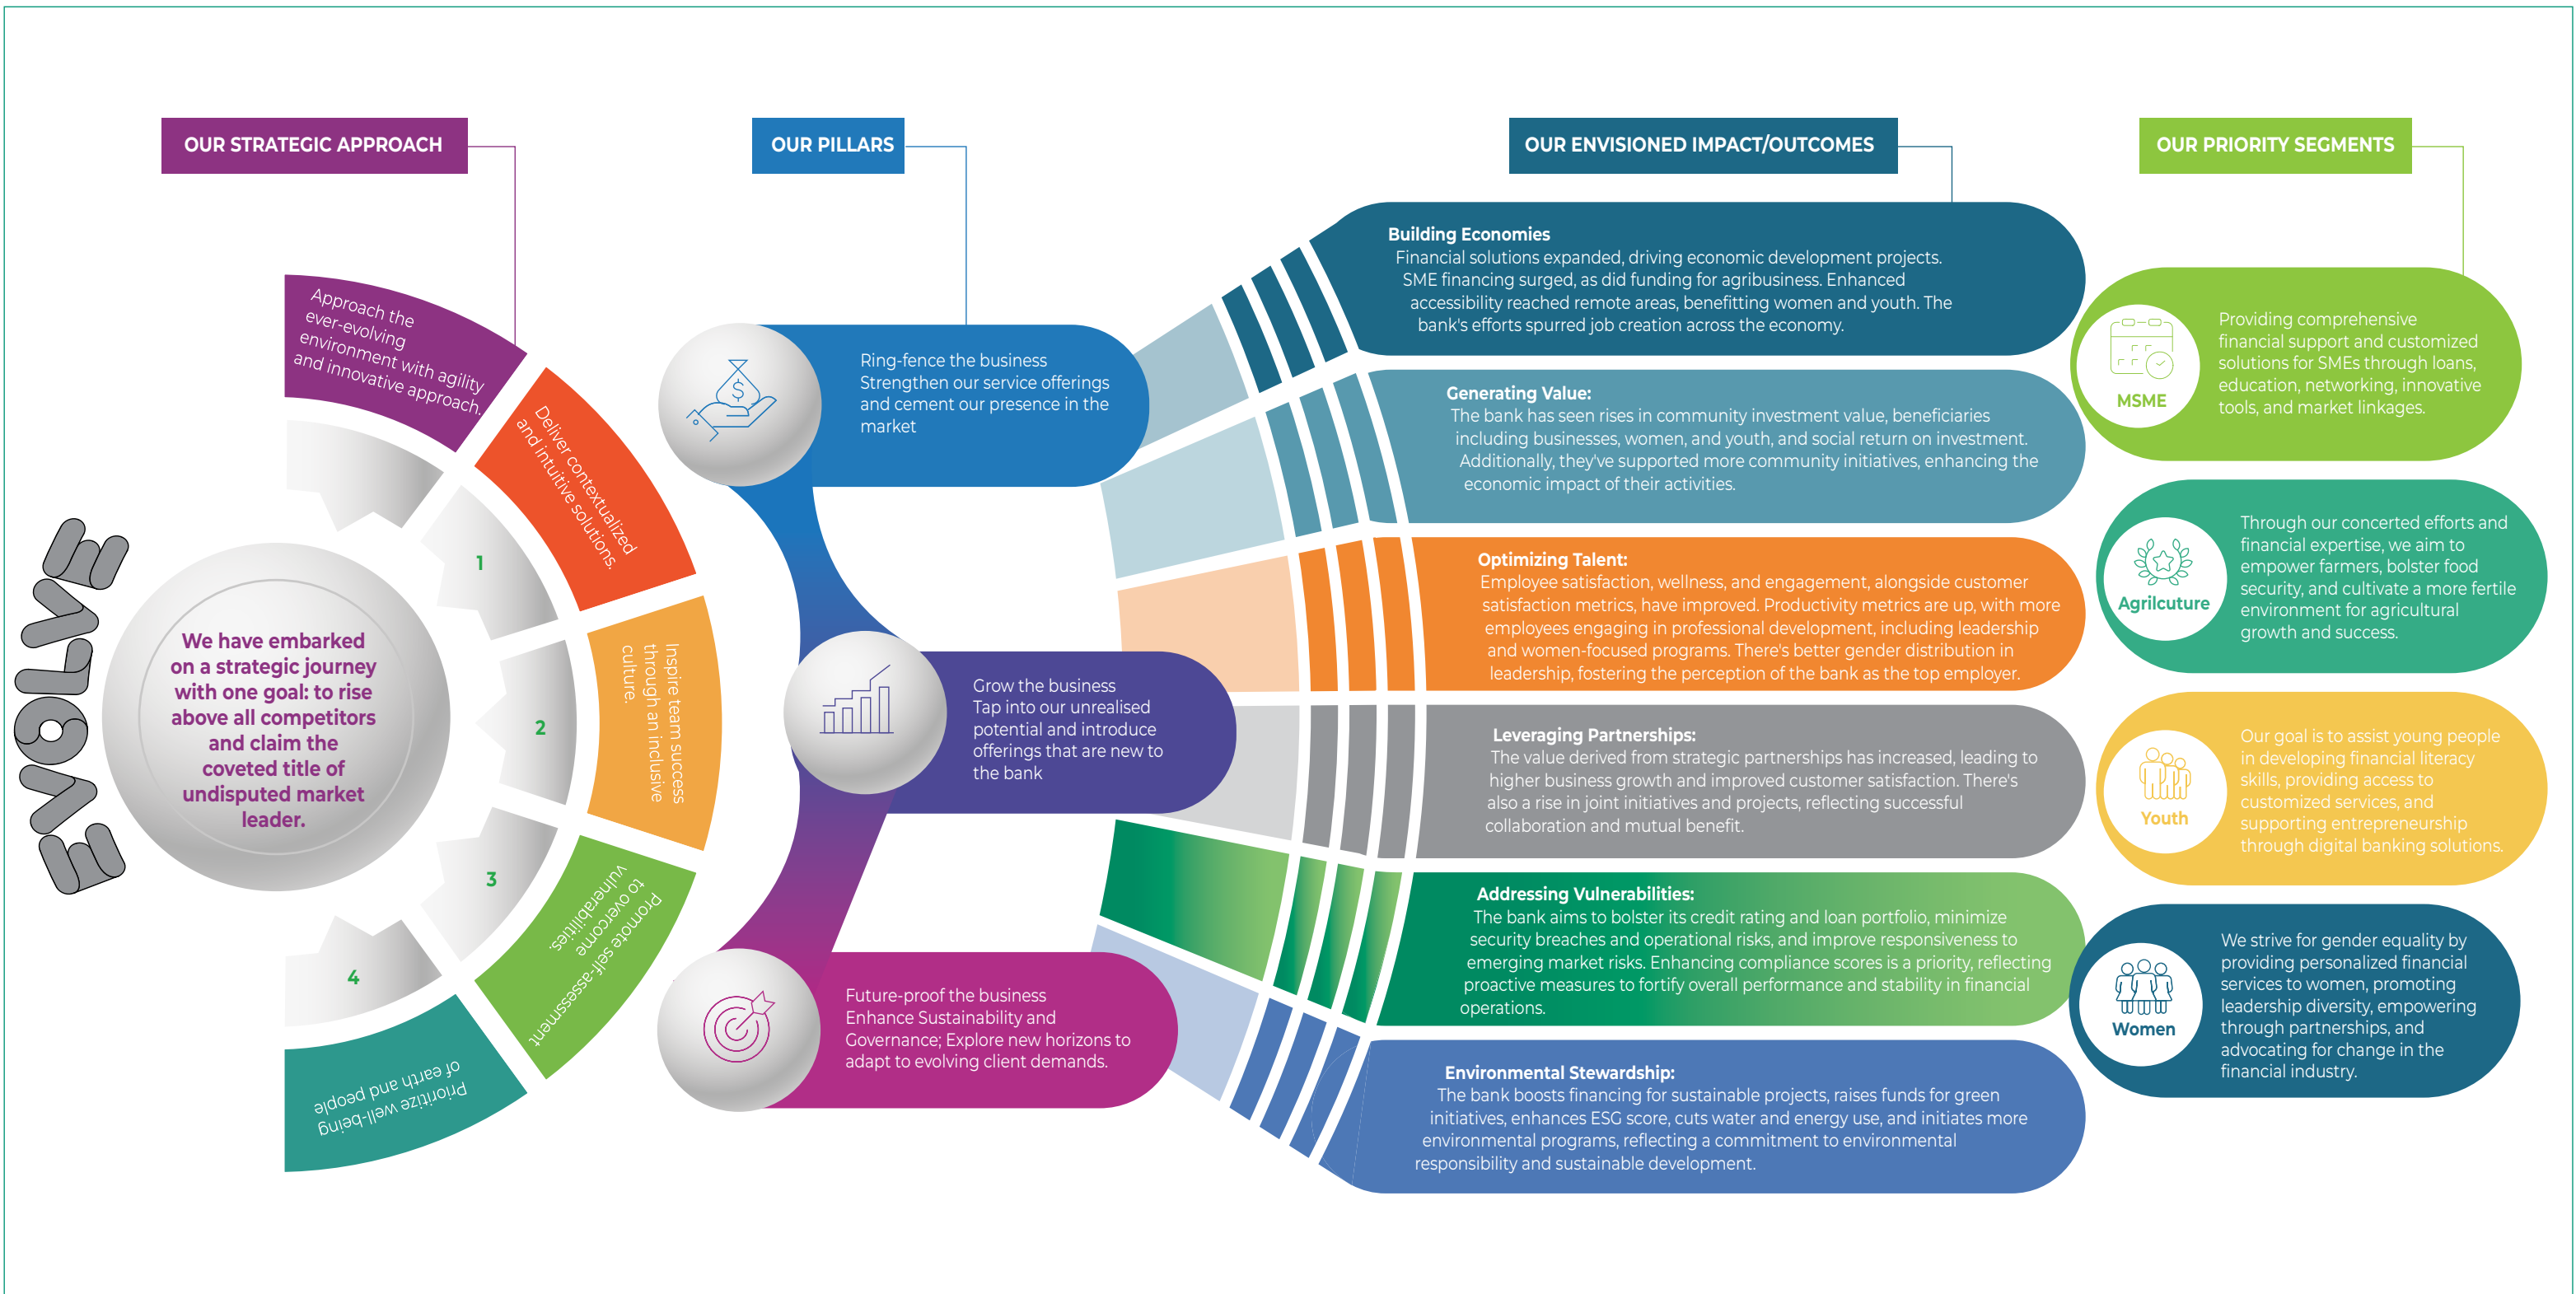 OUR STRATEGIC APPROACH
OUR PILLARS
OUR ENVISIONED IMPACT/OUTCOMES
OUR PRIORITY SEGMENTS
EVOLVE
We have embarked
on a strategic journey
with one goal: to rise
above all competitors
and claim the
coveted title of
undisputed market
leader.
Approach the
ever-evolving
environment with agility
and innovative approach.
Deliver contextualized
and intuitive solutions.
Inspire team success
through an inclusive
culture.
Promote self-assessment
to overcome
vulnerabilities.
Prioritize well-being
of earth and people
1
2
3
4
Ring-fence the business
Strengthen our service offerings
and cement our presence in the
market
Grow the business
Tap into our unrealised
potential and introduce
offerings that are new to
the bank
Future-proof the business
Enhance Sustainability and
Governance; Explore new horizons to
adapt to evolving client demands.
Building Economies
Financial solutions expanded, driving economic development projects.
SME financing surged, as did funding for agribusiness. Enhanced
accessibility reached remote areas, benefitting women and youth. The
bank's efforts spurred job creation across the economy.
Generating Value:
The bank has seen rises in community investment value, beneficiaries
including businesses, women, and youth, and social return on investment.
Additionally, they've supported more community initiatives, enhancing the
economic impact of their activities.
Optimizing Talent:
Employee satisfaction, wellness, and engagement, alongside customer
satisfaction metrics, have improved. Productivity metrics are up, with more
employees engaging in professional development, including leadership
and women-focused programs. There's better gender distribution in
leadership, fostering the perception of the bank as the top employer.
Leveraging Partnerships:
The value derived from strategic partnerships has increased, leading to
higher business growth and improved customer satisfaction. There's
also a rise in joint initiatives and projects, reflecting successful
collaboration and mutual benefit.
Addressing Vulnerabilities:
The bank aims to bolster its credit rating and loan portfolio, minimize
security breaches and operational risks, and improve responsiveness to
emerging market risks. Enhancing compliance scores is a priority, reflecting
proactive measures to fortify overall performance and stability in financial
operations.
Environmental Stewardship:
The bank boosts financing for sustainable projects, raises funds for green
initiatives, enhances ESG score, cuts water and energy use, and initiates more
environmental programs, reflecting a commitment to environmental
responsibility and sustainable development.
MSME
Providing comprehensive
financial support and customized
solutions for SMEs through loans,
education, networking, innovative
tools, and market linkages.
Agrilcuture
Through our concerted efforts and
financial expertise, we aim to
empower farmers, bolster food
security, and cultivate a more fertile
environment for agricultural
growth and success.
Youth
Our goal is to assist young people
in developing financial literacy
skills, providing access to
customized services, and
supporting entrepreneurship
through digital banking solutions.
Women
We strive for gender equality by
providing personalized financial
services to women, promoting
leadership diversity, empowering
through partnerships, and
advocating for change in the
financial industry.